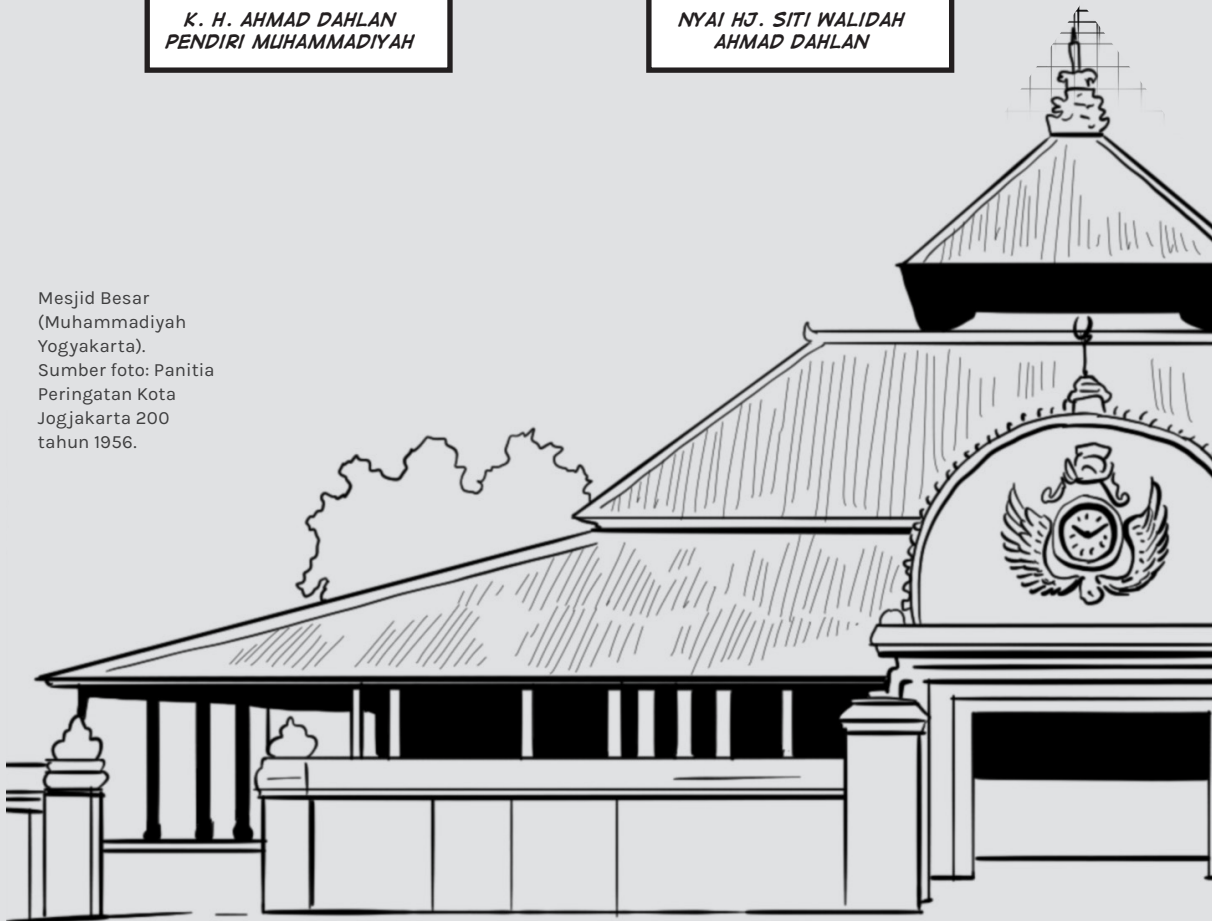 K. H. AHMAD DAHLAN
PENDIRI MUHAMMADIYAH
NYAI HJ. SITI WALIDAH
AHMAD DAHLAN
Mesjid Besar
(Muhammadiyah
Yogyakarta).
Sumber foto: Panitia
Peringatan Kota
Jogjakarta 200
tahun 1956.